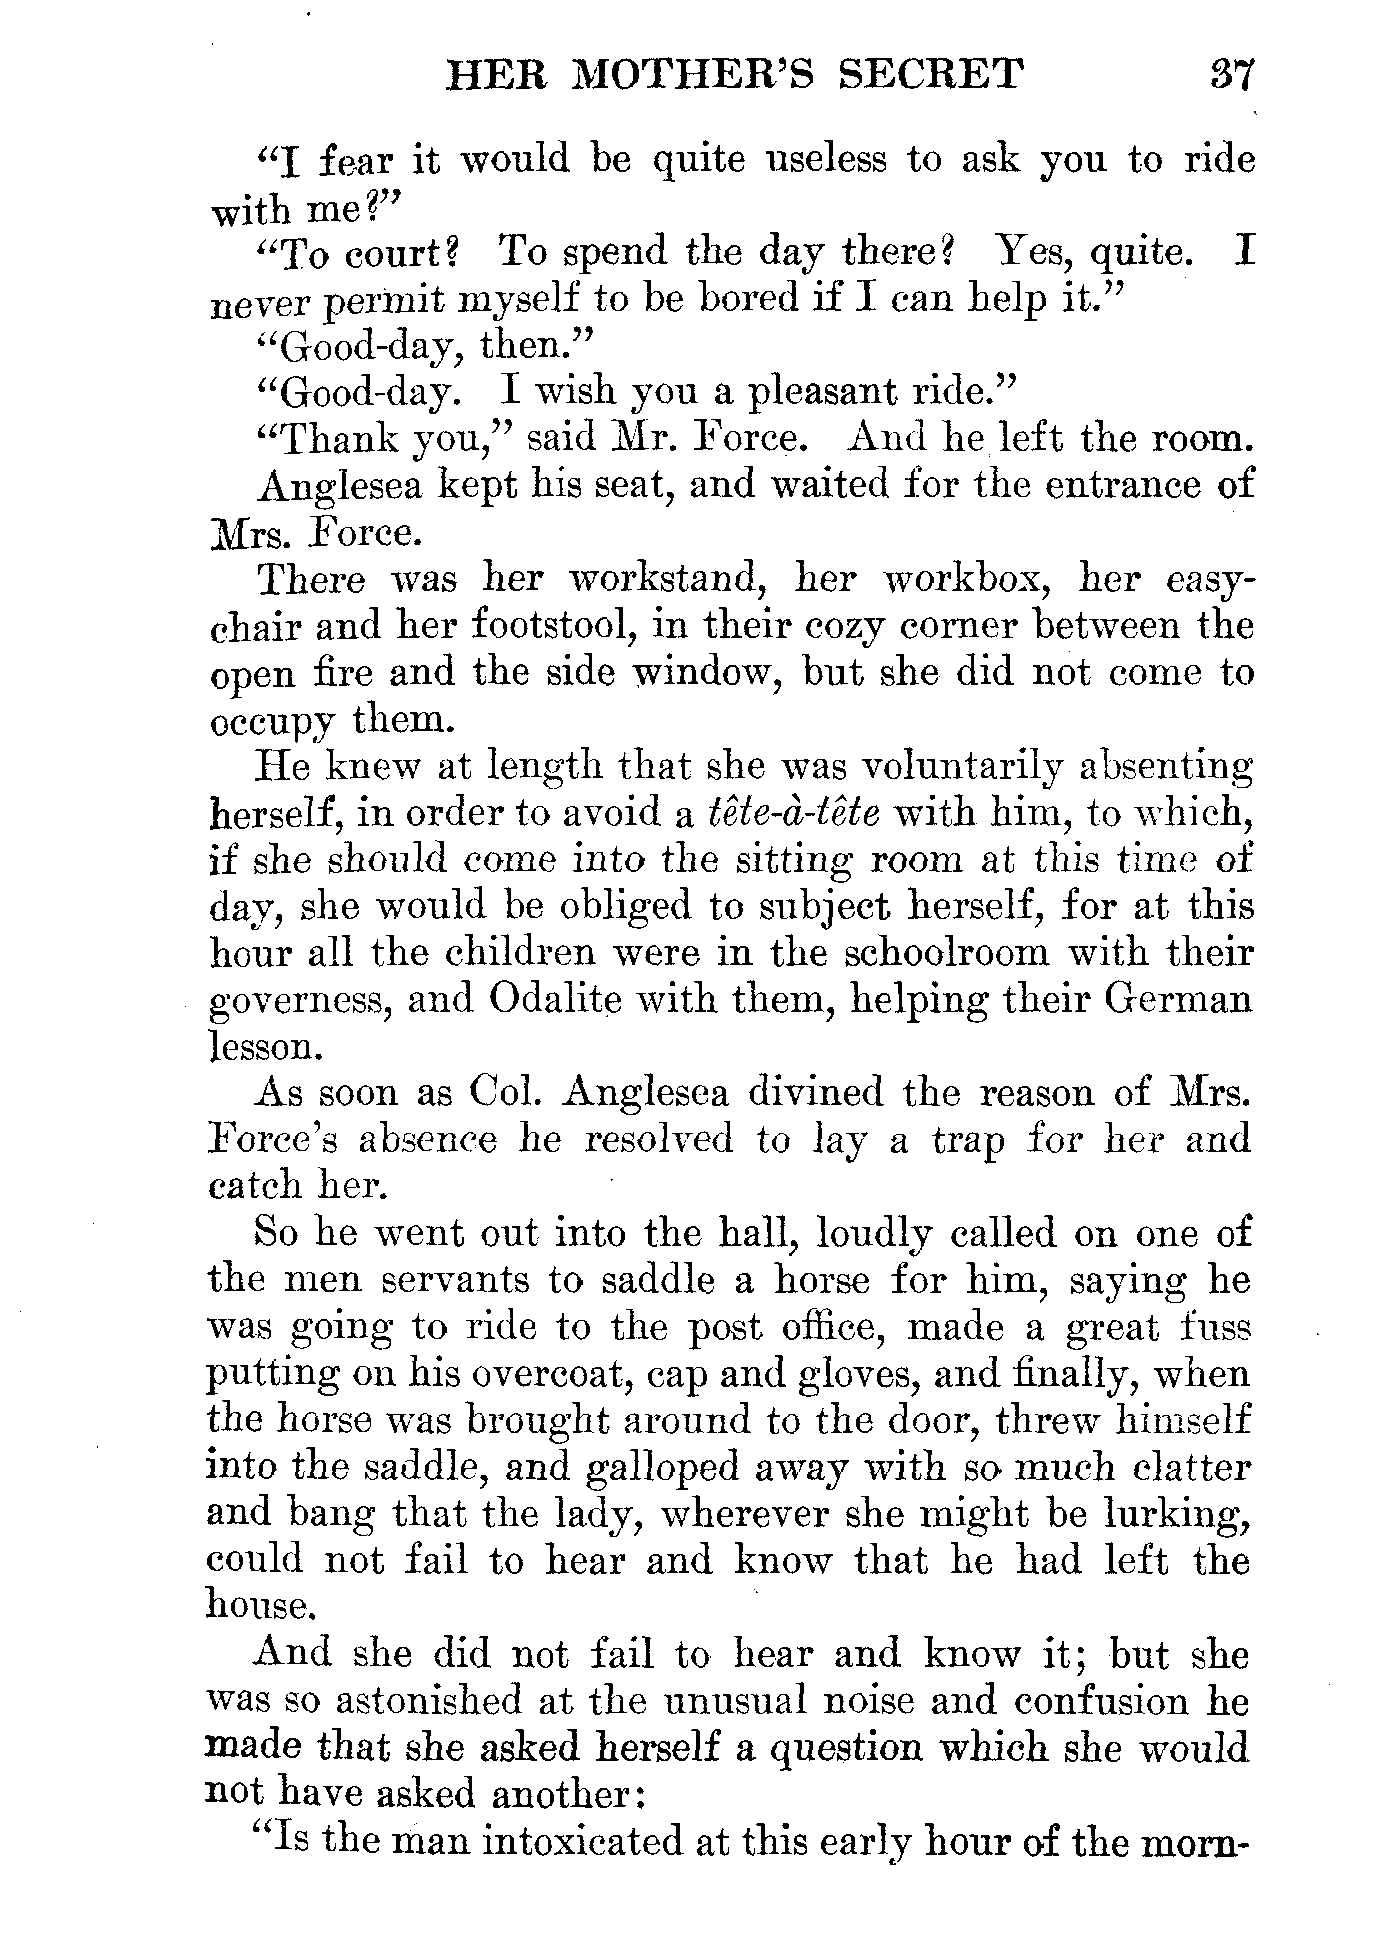 HER MOTHER'S SECRET 37
"I fear it would be quite useless to ask you to ride
with me?"
"To court? To spend the day there? Yes, quite. I
never permit myself to be bored if I can help it."
"Good-day, then."
"Good-day. I wish you a pleasant ride."
"Thank you," said Mr. Force. And he left the room.
Anglesea kept his seat, and waited for the entrance of
Mrs. Force.
There was her workstand, her workbox, her easy-
chair and her footstool, in their cozy corner between the
open fire and the side window, but she did not come to
occupy them.
He knew at length that she was voluntarily absenting
herself, in order to avoid a tête-à-tête with him, to which,
if she should come into the sitting room at this time of
day, she would be obliged to subject herself, for at this
hour all the children were in the schoolroom with their
governess, and Odalite with them, helping their German
lesson.
As soon as Col. Anglesea divined the reason of Mrs.
Force's absence he resolved to lay a trap for her and
catch her.
So he went out into the hall, loudly called on one of
the men servants to saddle a horse for him, saying he
was going to ride to the post office, made a great fuss
putting on his overcoat, cap and gloves, and finally, when
the horse was brought around to the door, threw himself
into the saddle, and galloped away with so much clatter
and bang that the lady, wherever she might be lurking,
could not fail to hear and know that he had left the
house.
And she did not fail to hear and know it; but she
was so astonished at the unusual noise and confusion he
made that she asked herself a question which she would
not have asked another:
"Is the man intoxicated at this early hour of the morn-